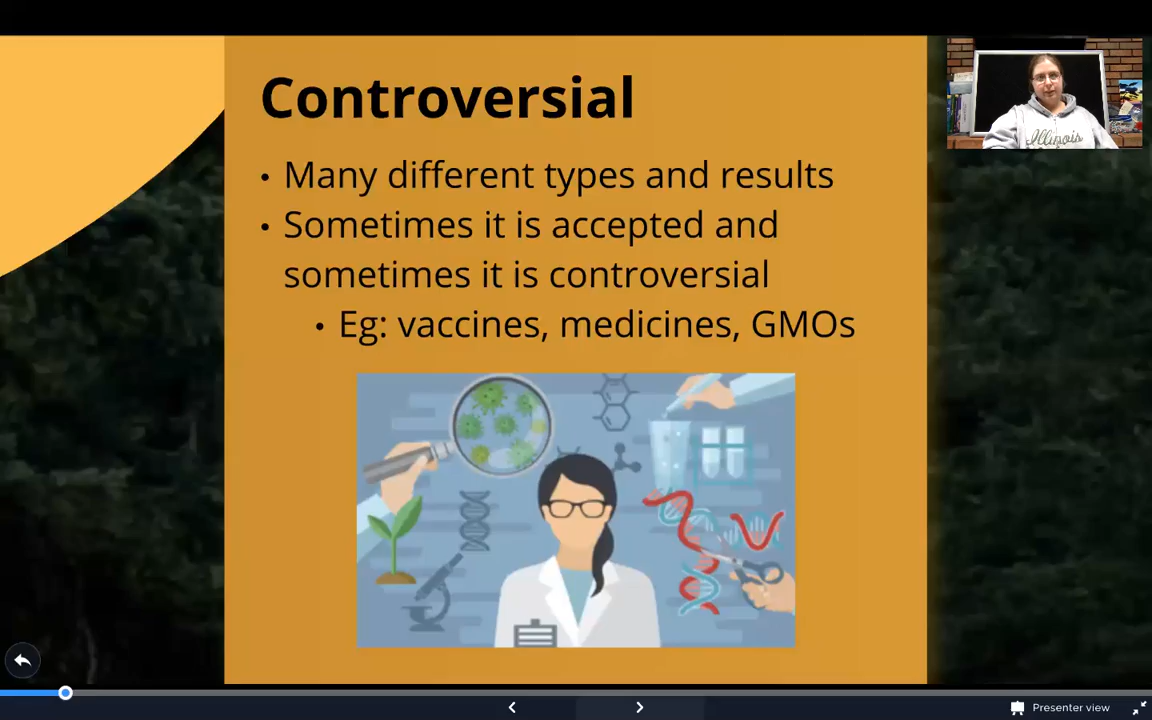 Controversial
• Many different types and results
• Sometimes it is accepted and
sometimes it is controversial
• Eg: vaccines, medicines, GMOs
Illinois
Presenter view